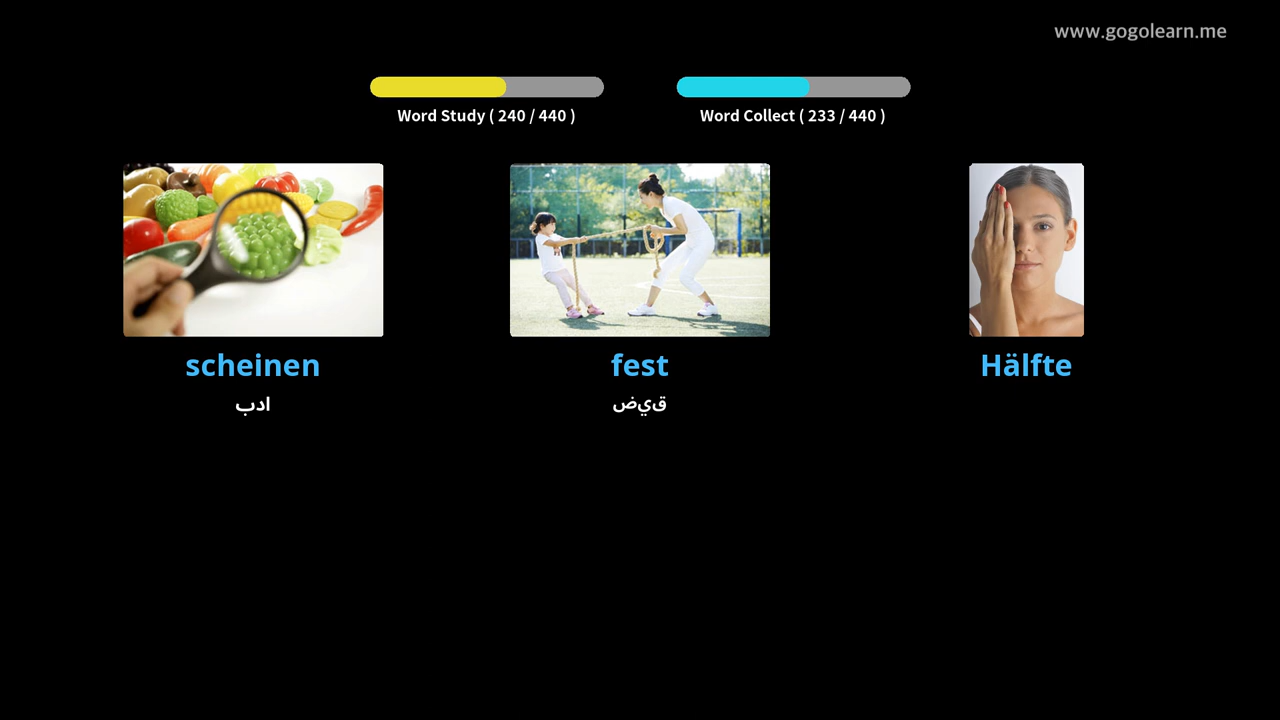 www.gogolearn.me
Word Study ( 240 / 440 )
Word Collect ( 233 / 440 )
scheinen
ادب
fest
قيض
Hälfte